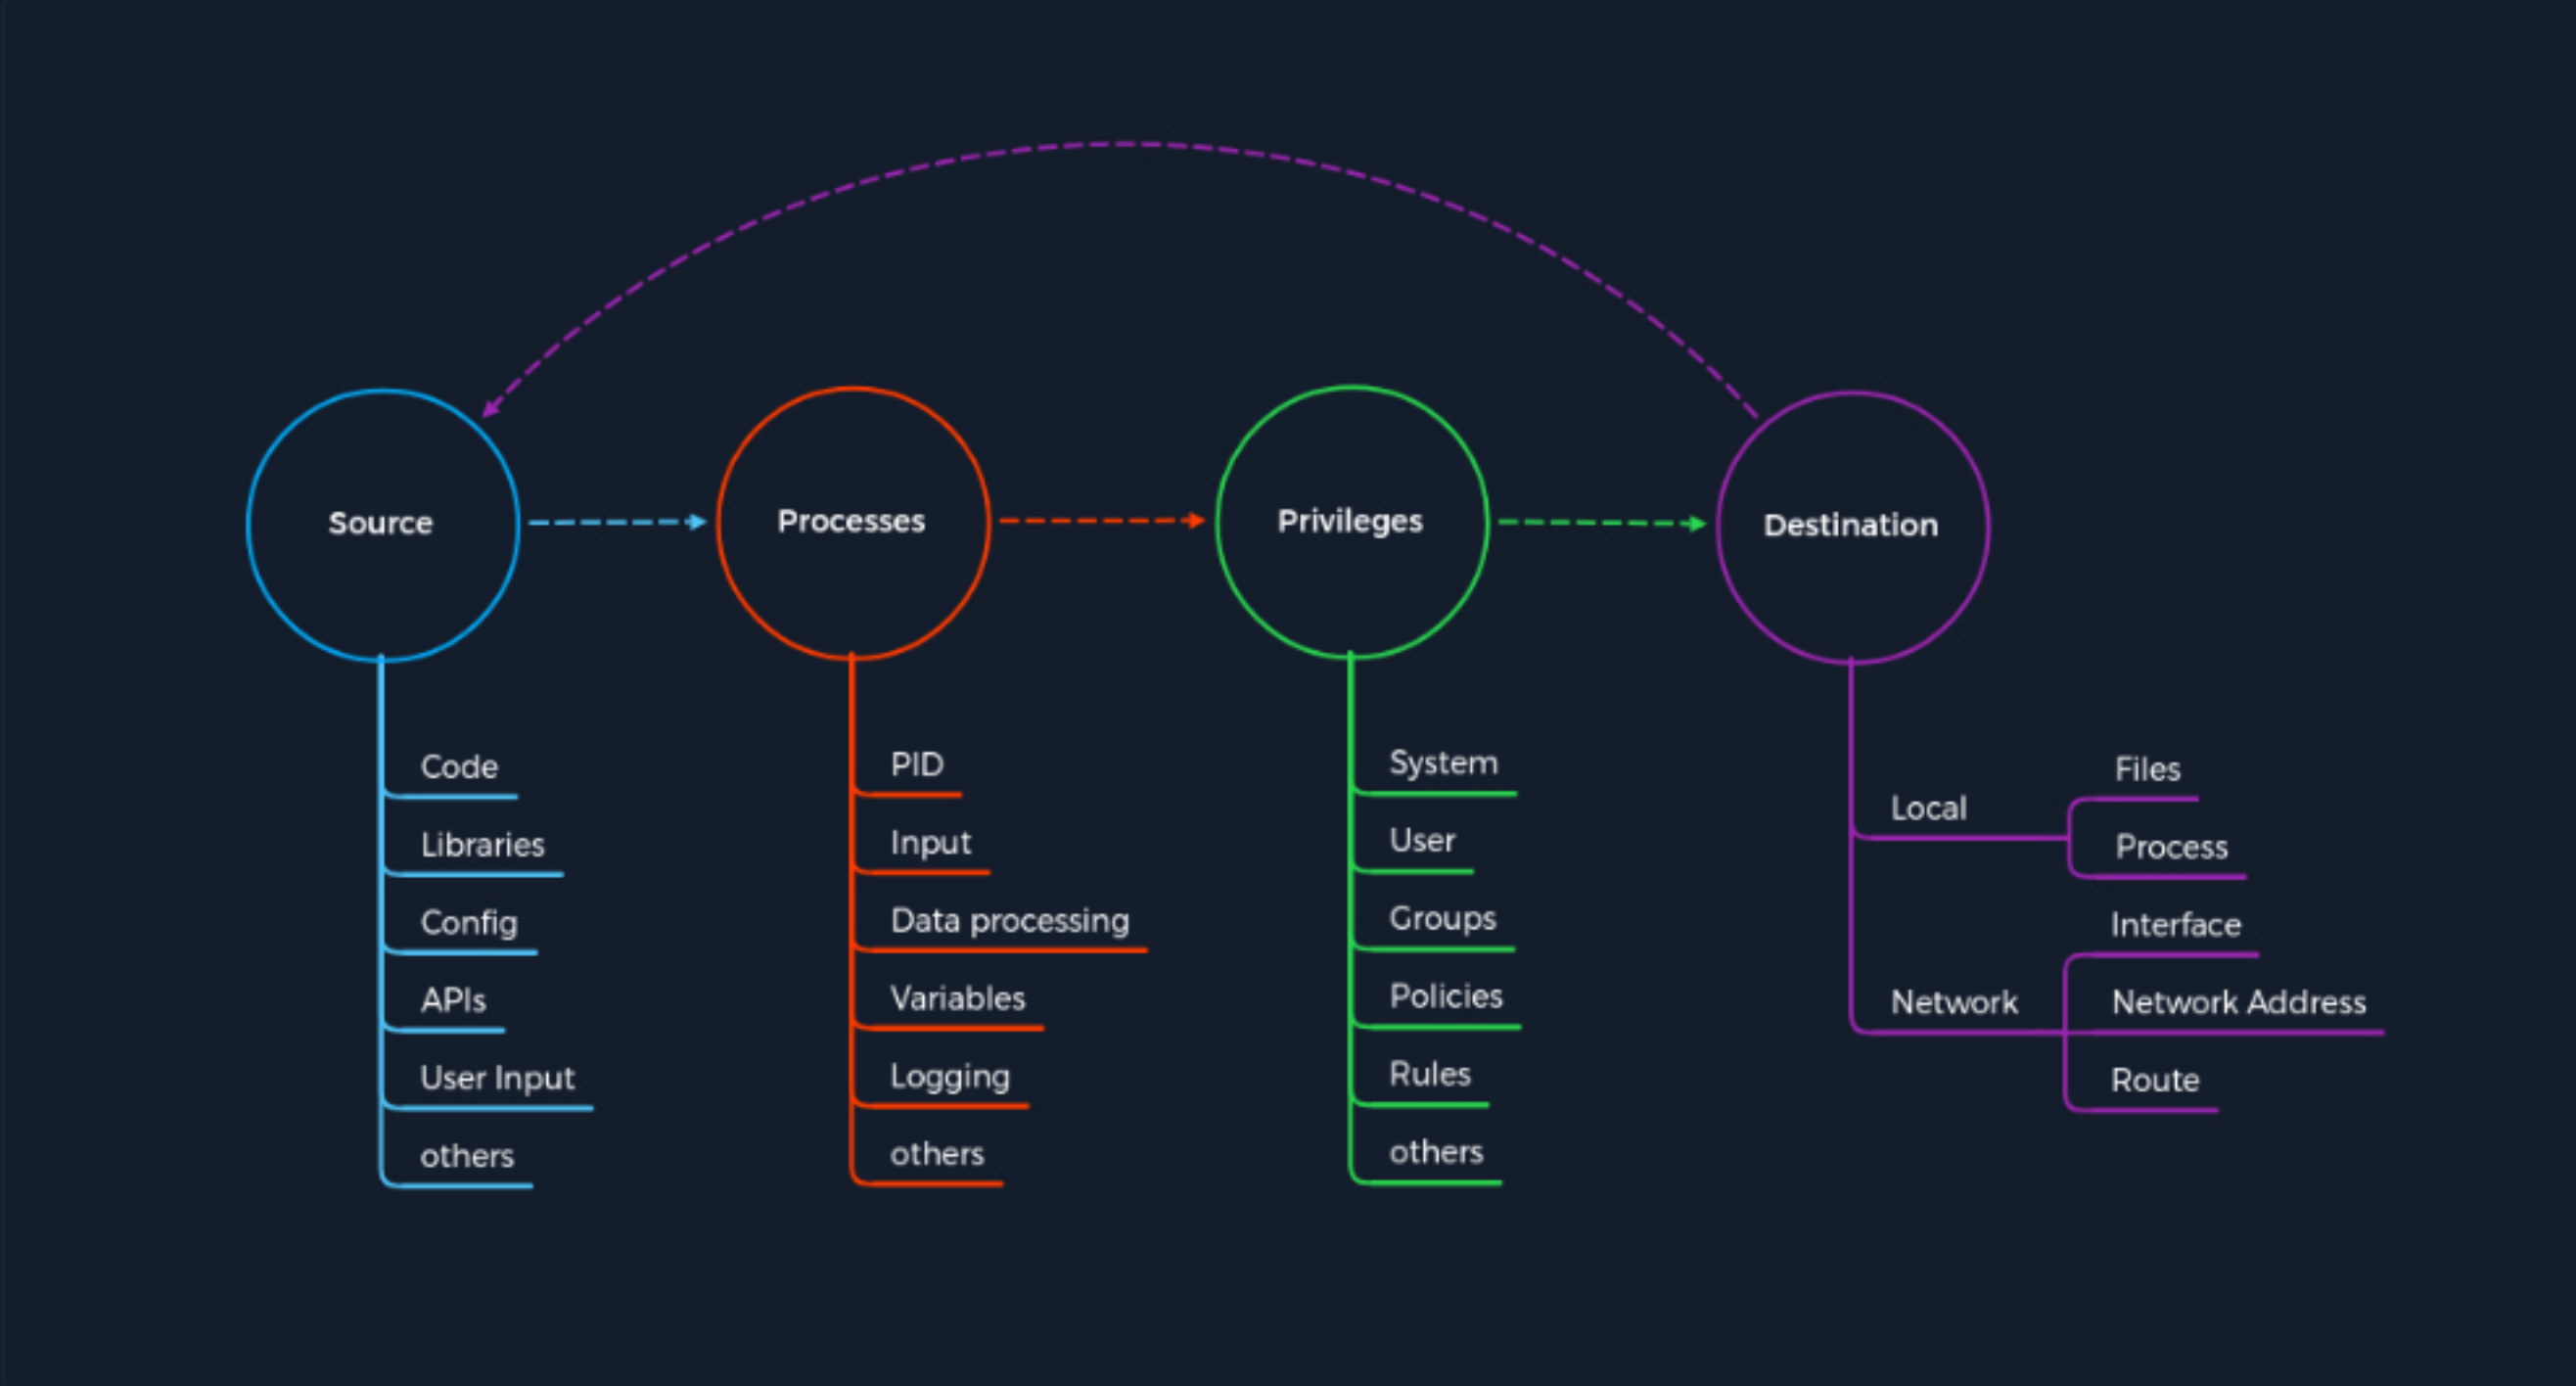 Source
Processes
Privileges
Destination
Code
Libraries
Config
APIs
User Input
others
PID
Input
Data processing
Variables
Logging
others
System
User
Groups
Policies
Rules
others
Local
Files
Process
Network
Interface
Network Address
Route